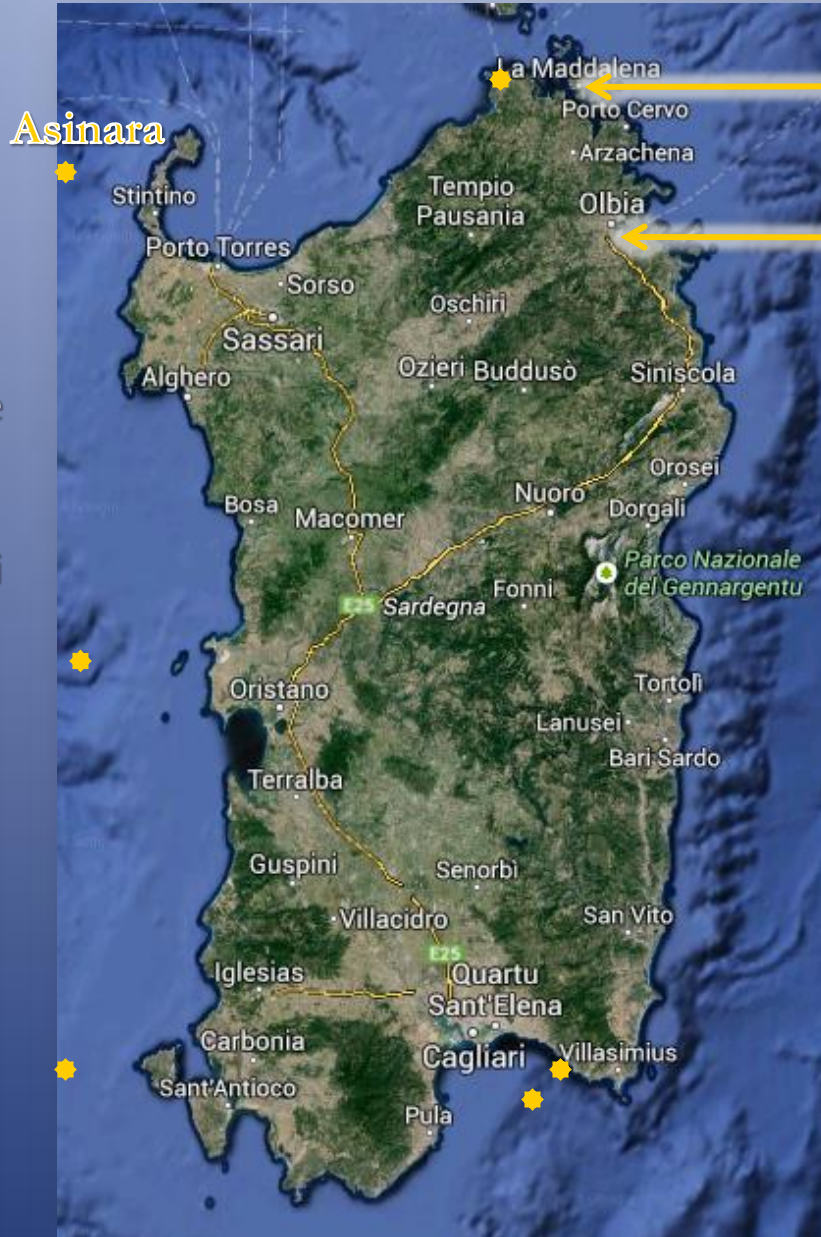 La Maddalena
Porto Cervo
Asinara
Arzachena
Stintino
Tempio
Pausania
Olbia
Porto Torres
Sorso
Oschiri
Sassari
Alghero
Ozieri
Buddusò
Siniscola
Orosei
Bosa
Macomer
Nuoro
Dorgali
Parco Nazionale
del Gennargentu
Fonni
E25
Sardegna
Oristano
Tortolì
Lanusei
Bari Sardo
Terralba
Guspini
Senorbì
Villacidro
San Vito
E25
Iglesias
Quartu
Sant'Elena
Carbonia
Cagliari
Villasimius
Sant'Antioco
Pula